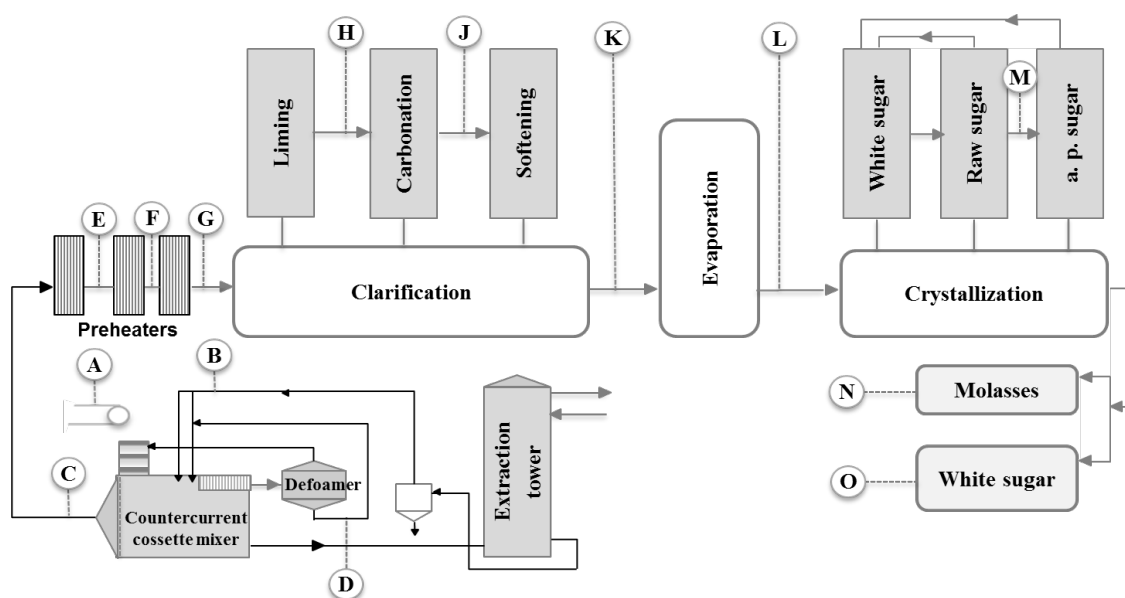 H
J
K
L
M
Liming
Carbonation
Softening
Evaporation
White sugar
Raw sugar
a. p. sugar
E
F
G
Clarification
Crystallization
Preheaters
A
B
C
D
Defoamer
Countercurrent
cossette mixer
Extraction
tower
N
Molasses
O
White sugar